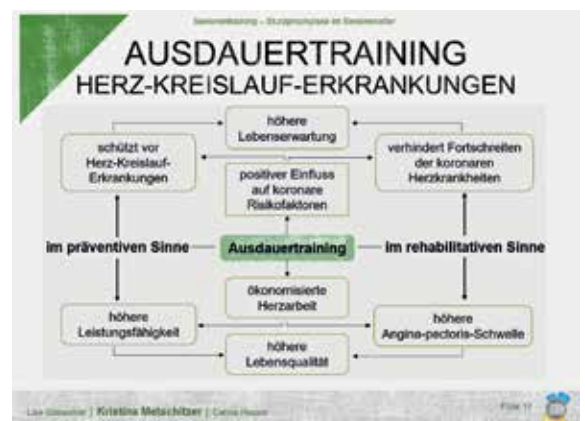 Seniorentraining – Sturzprophylaxe im Seniorenalter
AUSDAUERTRAINING
HERZ-KREISLAUF-ERKRANKUNGEN
höhere
Lebenserwartung
schützt vor
Herz-Kreislauf-
Erkrankungen
verhindert Fortschreiten
der koronaren
Herzkrankheiten
positiver Einfluss
auf koronare
Risikofaktoren
im präventiven Sinne
Ausdauertraining
im rehabilitativen Sinne
ökonomisierte
Herzarbeit
höhere
Leistungsfähigkeit
höhere
Angina-pectoris-Schwelle
höhere
Lebensqualität
| Kristina Metschitzer |
Folie